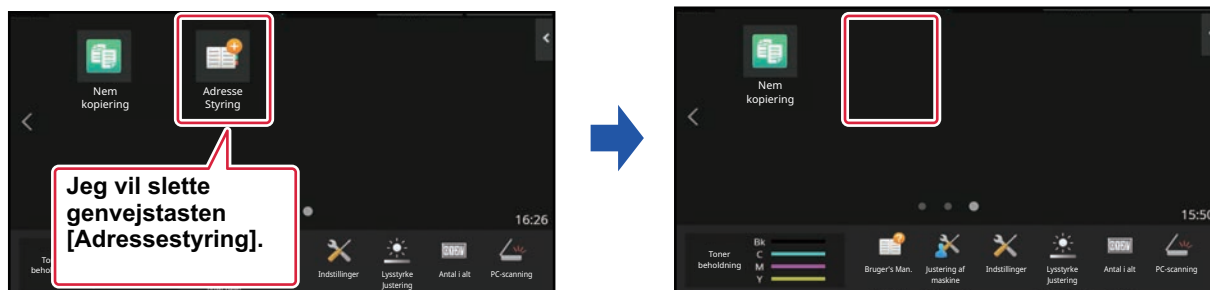 Nem
kopiering
Adresse
Styring
Jeg vil slette
genvejstasten
[Adressestyring].
16:26
Indstillinger
Lysstyrke
Justering
Antal i alt
PC-scanning
Nem
kopiering
15:50
Toner
beholdning
Bk
C
M
Y
Bruger's Man.
Justering af
maskine
Indstillinger
Lysstyrke
Justering
Antal i alt
PC-scanning